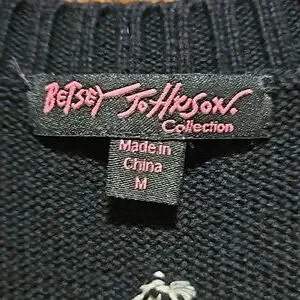 BETSEY JOHNSON.
Collection
Made in
China
M